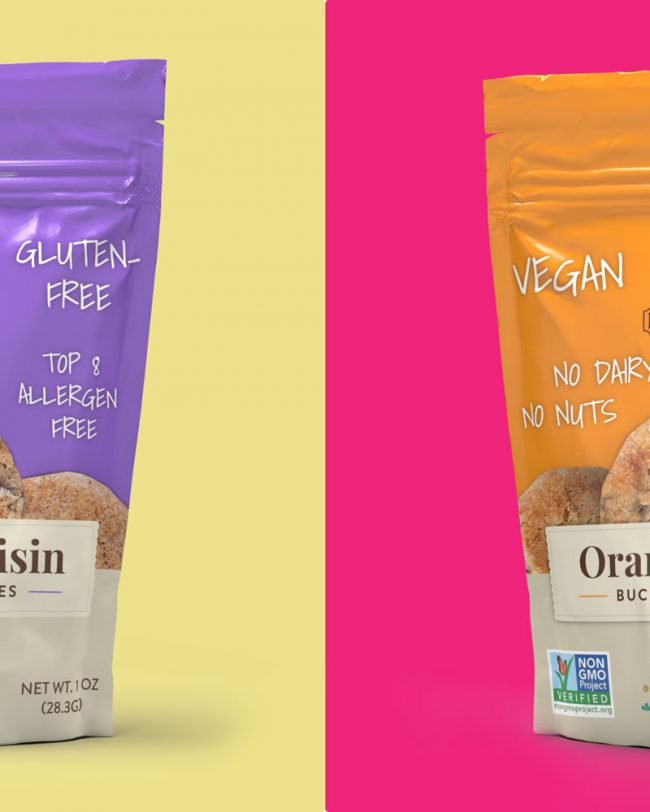 GLUTEN-
FREE
TOP 8
ALLERGEN
FREE
isin
ES
NET WT. 1 OZ
(28.3G)
VEGAN
NO DAIRY
NO NUTS
Oran
BUC
NON
GMO
Project
VERIFIED
nongmoproject.org